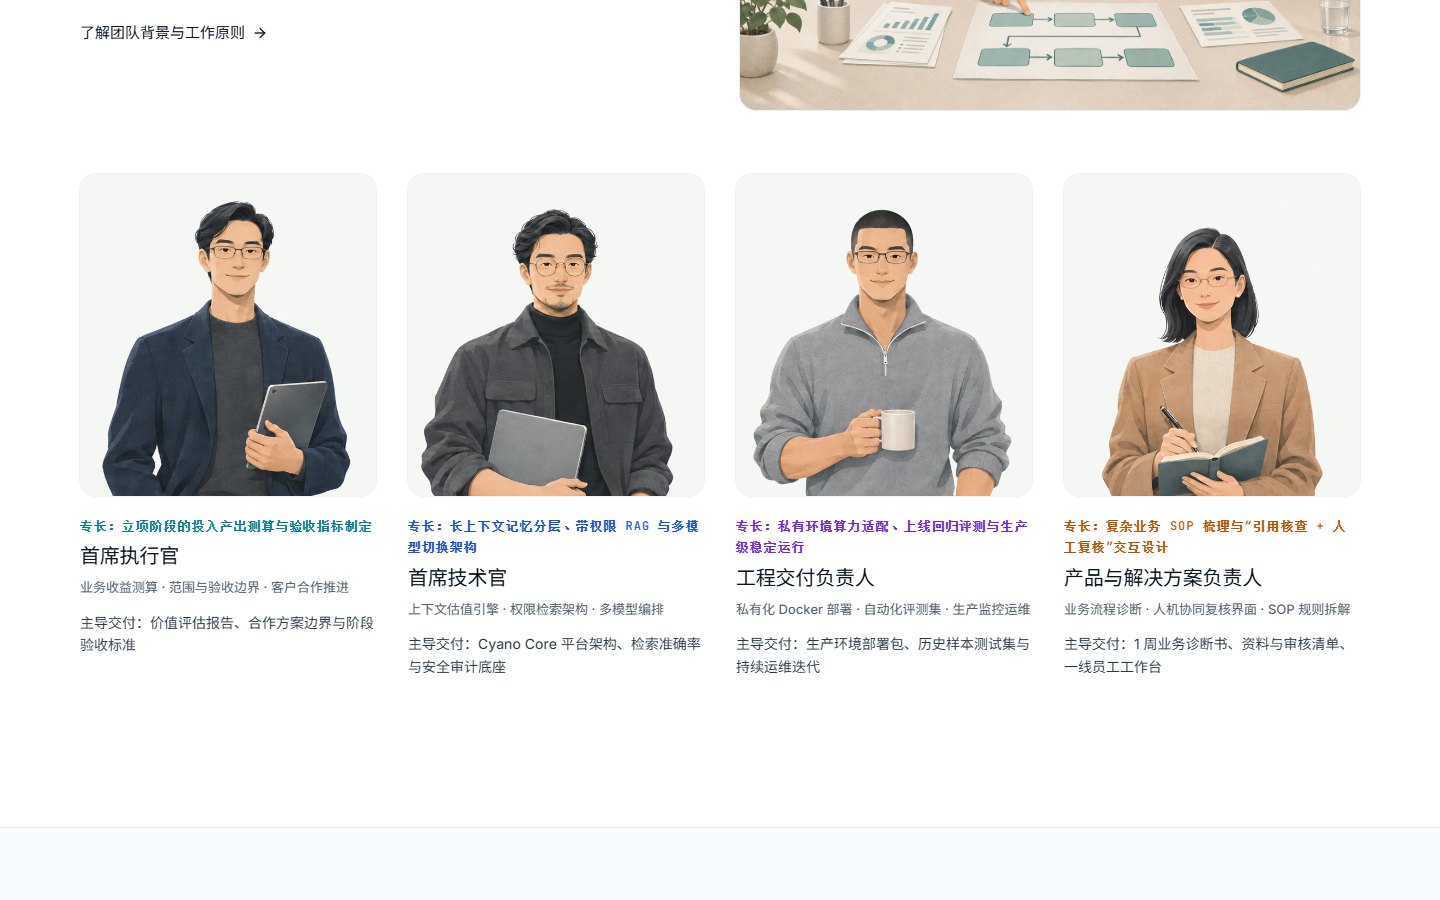 了解团队背景与工作原则 →
专长：立项阶段的投入产出测算与验收指标制定
首席执行官
业务收益测算 · 范围与验收边界 · 客户合作推进
主导交付：价值评估报告、合作方案边界与阶段
验收标准
专长：长上下文记忆分层、带权限 RAG 与多模
型切换架构
首席技术官
上下文估值引擎 · 权限检索架构 · 多模型编排
主导交付：Cyano Core 平台架构、检索准确率
与安全审计底座
专长：私有环境算力适配、上线回归评测与生产
级稳定运行
工程交付负责人
私有化 Docker 部署 · 自动化评测集 · 生产监控运维
主导交付：生产环境部署包、历史样本测试集与
持续运维迭代
专长：复杂业务 SOP 梳理与“引用核查 + 人
工复核”交互设计
产品与解决方案负责人
业务流程诊断 · 人机协同复核界面 · SOP 规则拆解
主导交付：1 周业务诊断书、资料与审核清单、
一线员工工作台